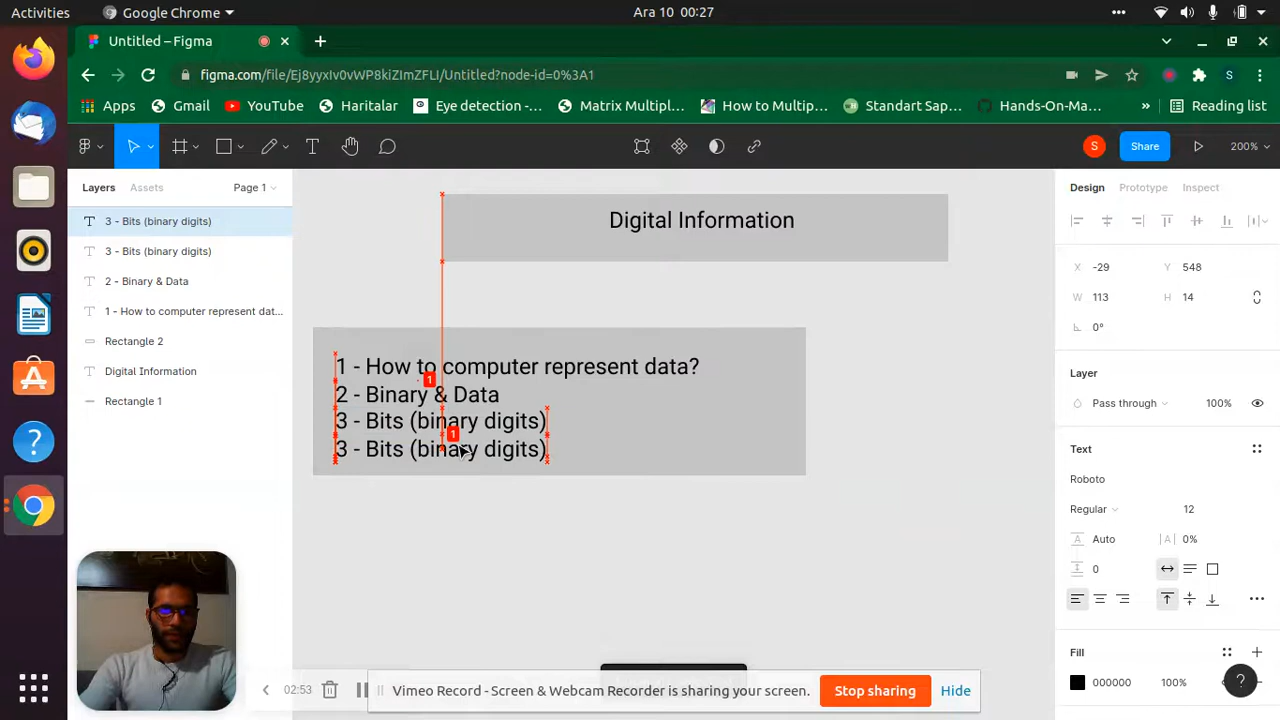 Activities
Google Chrome
Ara 10 00:27
Untitled – Figma
figma.com/file/Ej8yyxIv0vWP8kiZImZFLI/Untitled?node-id=0%3A1
S
Apps
Gmail
YouTube
Haritalar
Eye detection -...
Matrix Multipl...
How to Multip...
Standart Sap...
Hands-On-Ma...
»
Reading list
T
S
Share
200%
Layers
Assets
Page 1
3 - Bits (binary digits)
3 - Bits (binary digits)
2 - Binary & Data
1 - How to computer represent dat...
Rectangle 2
Digital Information
Rectangle 1
Digital Information
1 - How to computer represent data?
1
2 - Binary & Data
3 - Bits (binary digits)
1
3 - Bits (binary digits)
Design
Prototype
Inspect
X -29
Y 548
W 113
H 14
0°
Layer
Pass through
100%
Text
Roboto
Regular
12
A Auto
|A| 0%
0
Fill
000000
100%
?
02:53
Vimeo Record - Screen & Webcam Recorder is sharing your screen.
Stop sharing
Hide